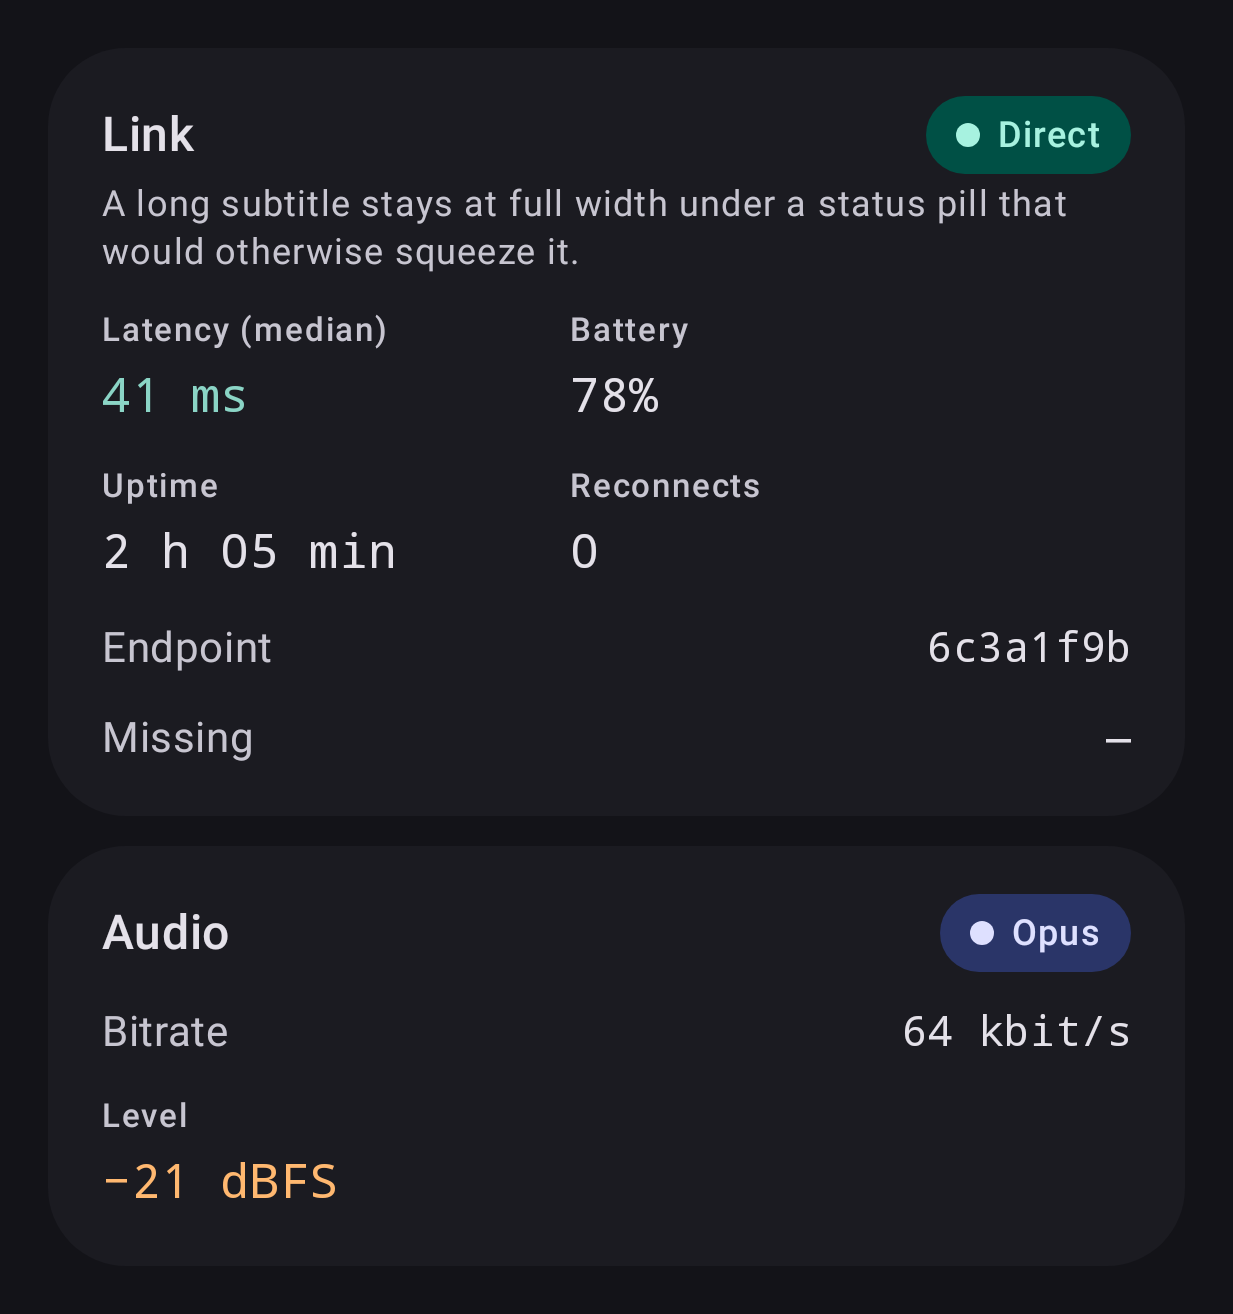 Link
Direct
A long subtitle stays at full width under a status pill that
would otherwise squeeze it.
Latency (median)
Battery
41 ms
78%
Uptime
Reconnects
2 h 05 min
0
Endpoint
6c3a1f9b
Missing
—
Audio
Opus
Bitrate
64 kbit/s
Level
−21 dBFS